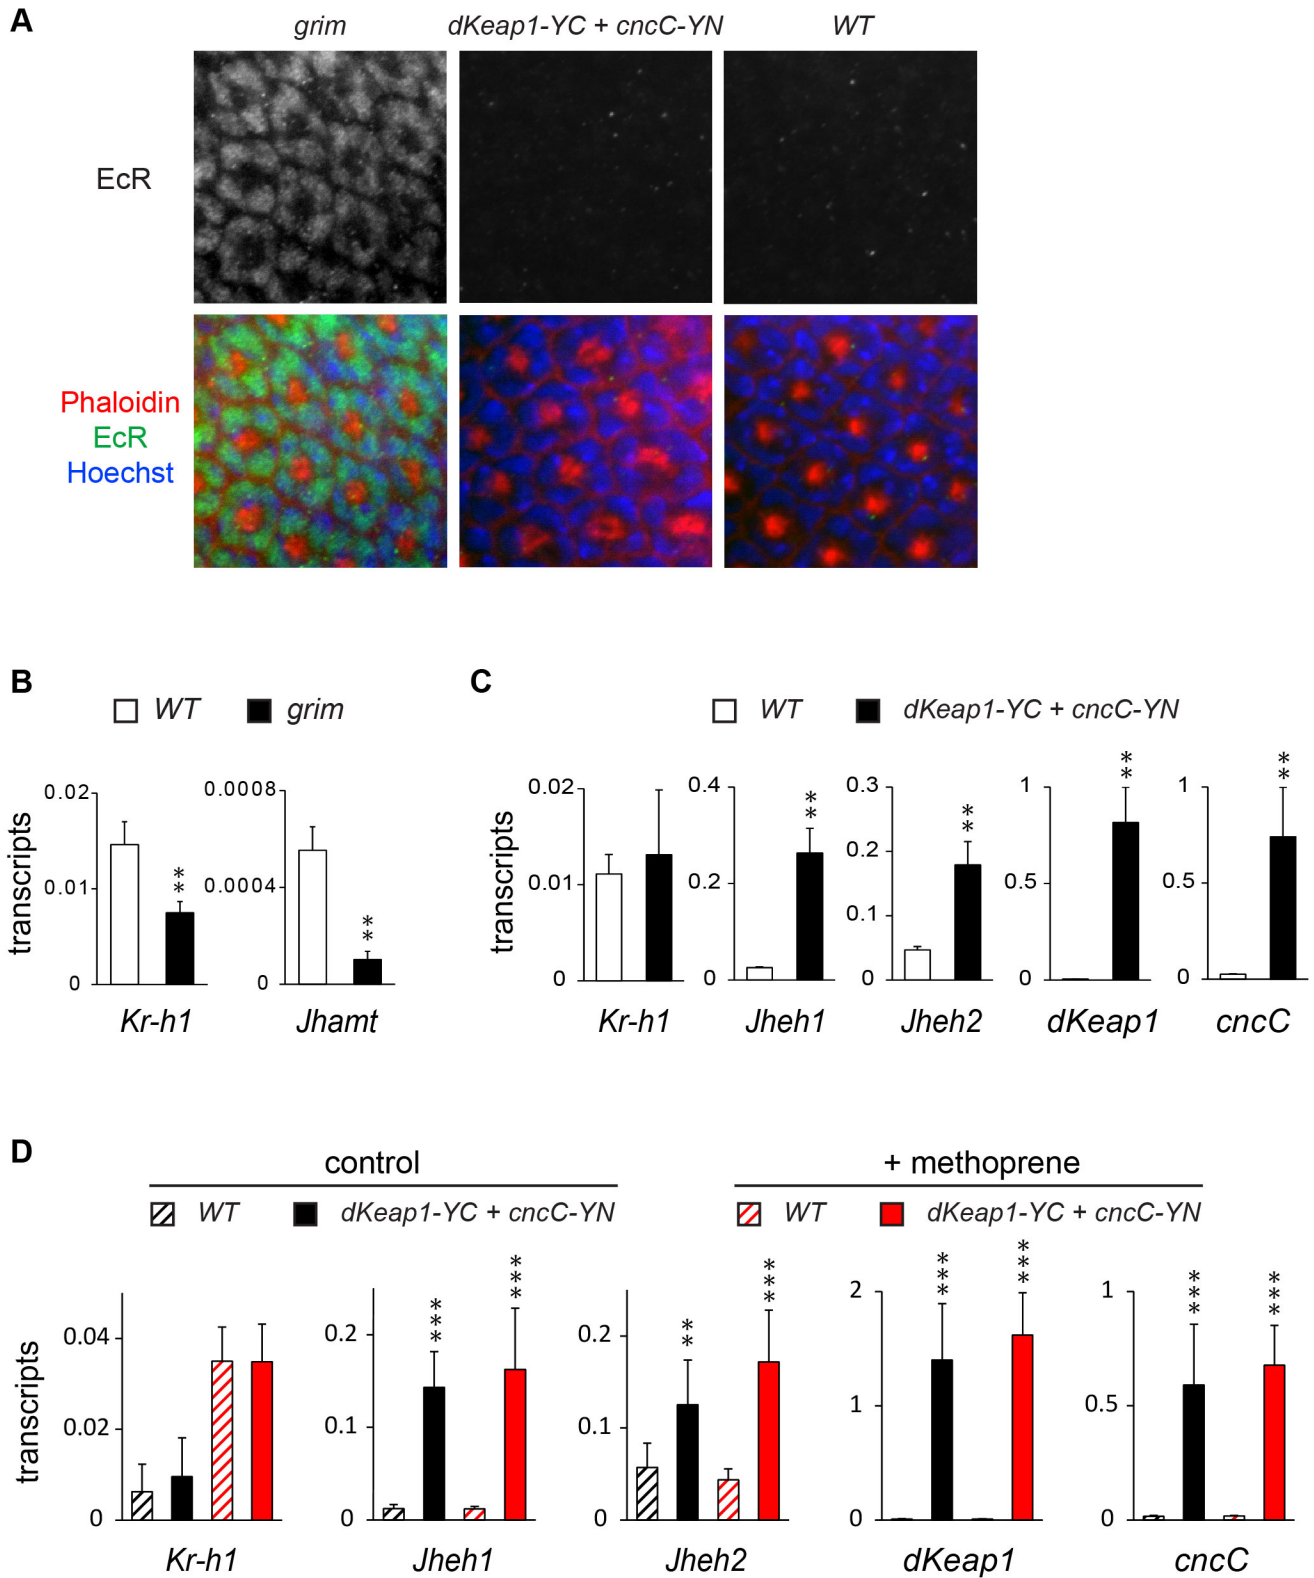 A
grim dKeap1-YC + cncC-YN WT
EcR
Phaloidin
EcR
Hoechst
B
WT grim
0.02
0.01
0
transcripts
Kr-h1
0.0008
0.0004
0
Jhamt
**
**
C
WT dKeap1-YC + cncC-YN
transcripts
0.02
0.01
0
Kr-h1
0.4
0.2
0
**
Jheh1
0.3
0.2
0.1
0
**
Jheh2
1
0.5
0
**
dKeap1
1
0.5
0
**
cncC
D
control
WT dKeap1-YC + cncC-YN
+ methoprene
WT dKeap1-YC + cncC-YN
transcripts
0.04
0.02
0
Kr-h1
0.2
0.1
0
***
***
Jheh1
0.2
0.1
0
**
***
Jheh2
2
1
0
***
***
dKeap1
1
0.5
0
***
***
cncC